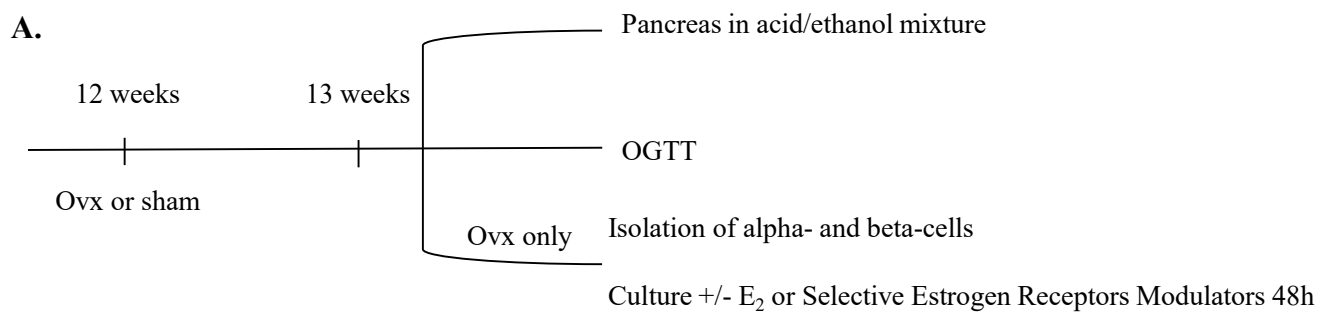 A.
Pancreas in acid/ethanol mixture
12 weeks
13 weeks
OGTT
Ovx or sham
Ovx only
Isolation of alpha- and beta-cells
Culture +/- E₂ or Selective Estrogen Receptors Modulators 48h